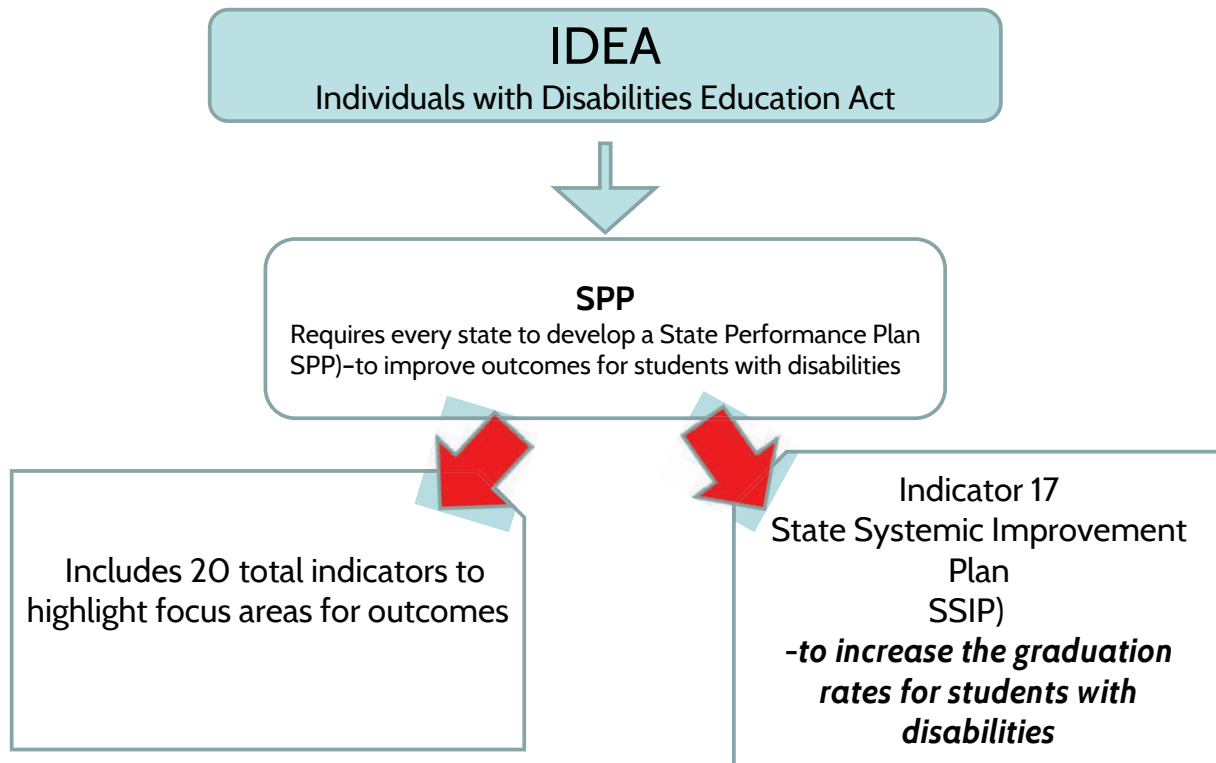 IDEA
Individuals with Disabilities Education Act
SPP
Requires every state to develop a State Performance Plan
SPP)–to improve outcomes for students with disabilities
Includes 20 total indicators to
highlight focus areas for outcomes
Indicator 17
State Systemic Improvement
Plan
SSIP)
-to increase the graduation
rates for students with
disabilities